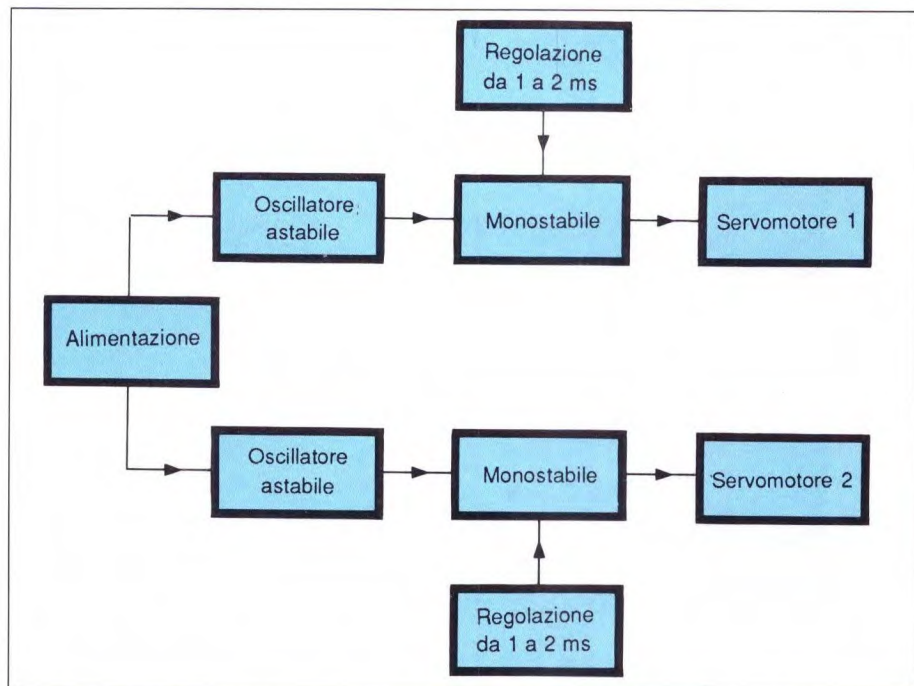 Regolazione
da 1 a 2 ms
Oscillatore
astabile
Monostabile
Servomotore 1
Alimentazione
Oscillatore
astabile
Monostabile
Servomotore 2
Regolazione
da 1 a 2 ms